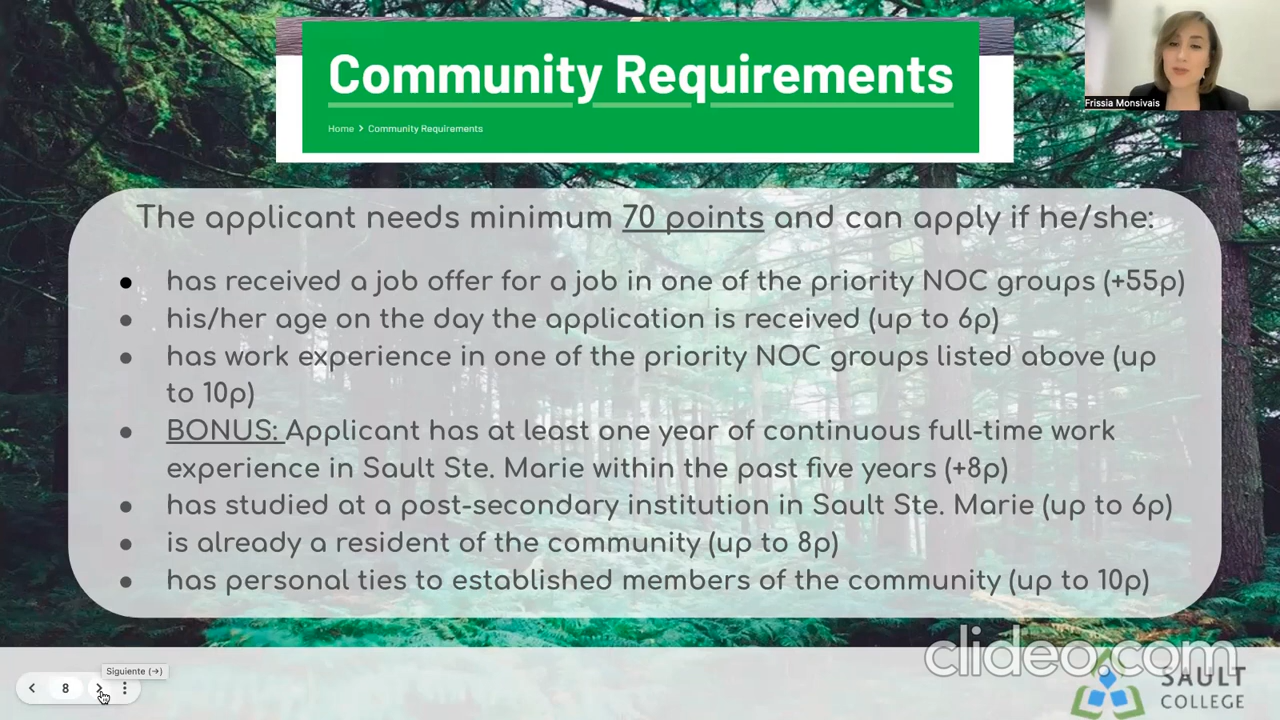 Community Requirements
Home > Community Requirements
Frissia Monsivais
The applicant needs minimum 70 points and can apply if he/she:
● has received a job offer for a job in one of the priority NOC groups (+55p)
● his/her age on the day the application is received (up to 6p)
● has work experience in one of the priority NOC groups listed above (up
to 10p)
● BONUS: Applicant has at least one year of continuous full-time work
experience in Sault Ste. Marie within the past five years (+8p)
● has studied at a post-secondary institution in Sault Ste. Marie (up to 6p)
● is already a resident of the community (up to 8p)
● has personal ties to established members of the community (up to 10p)
clideo.com
Siguiente (→)
8
SAULT
COLLEGE